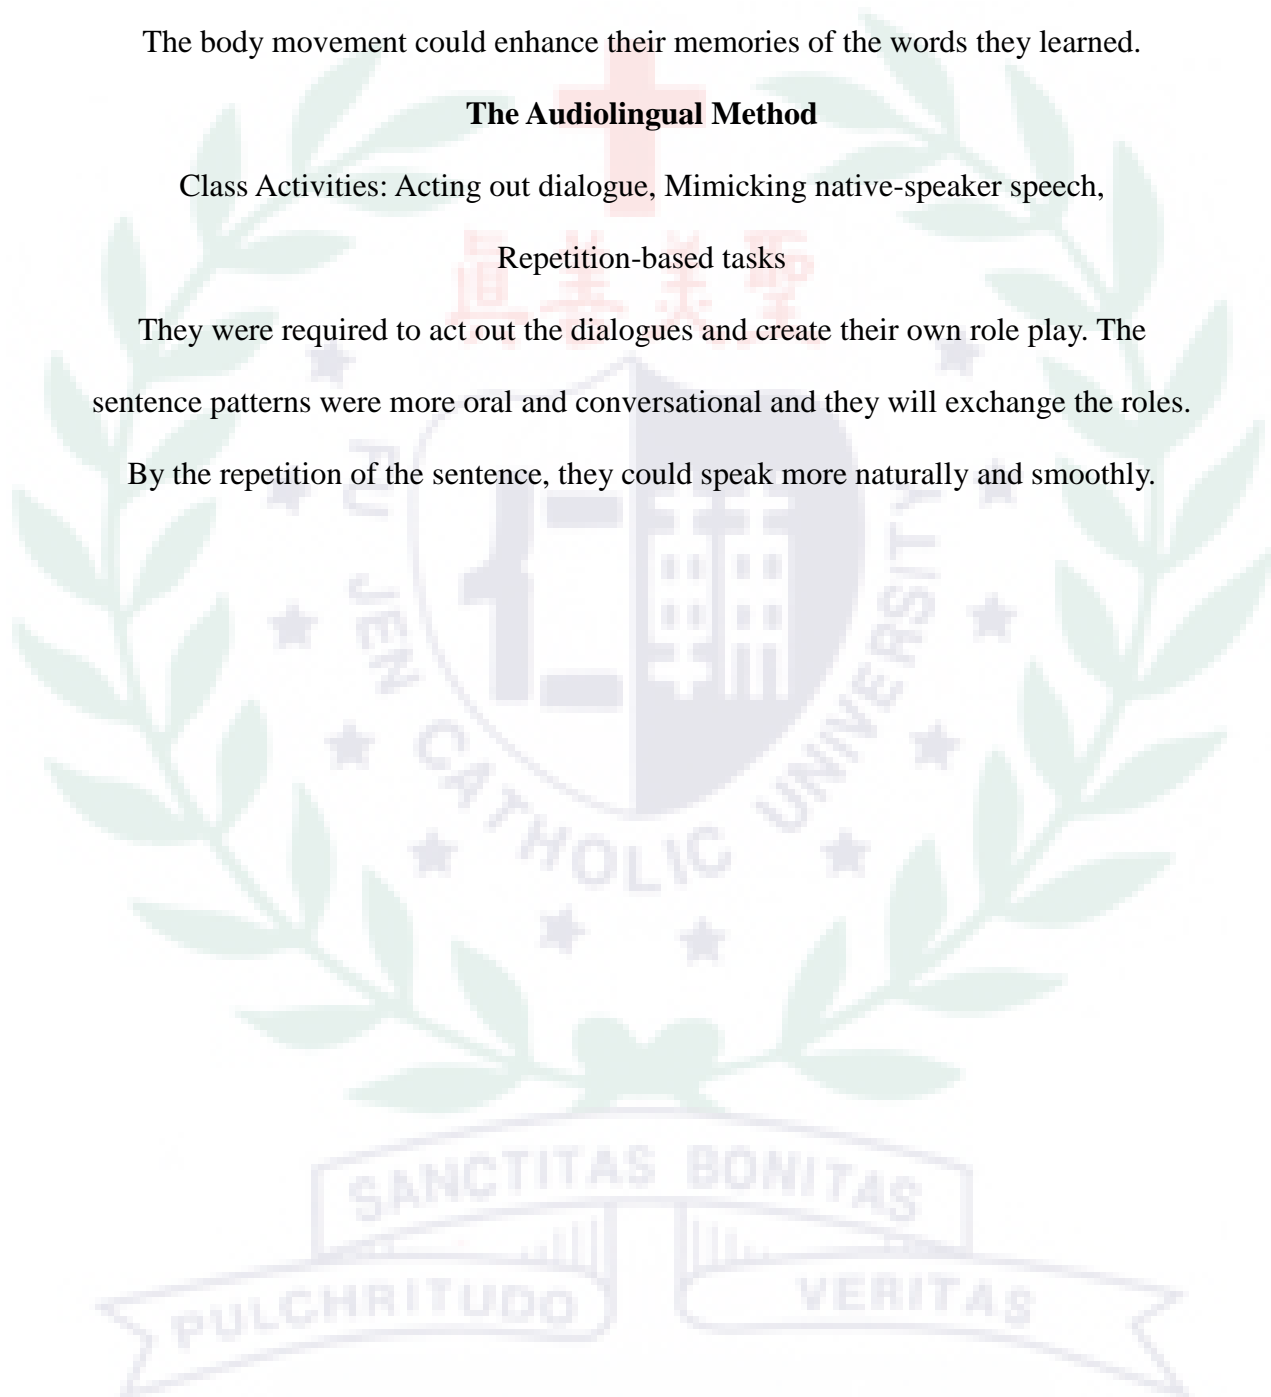 The body movement could enhance their memories of the words they learned.
The Audiolingual Method
Class Activities: Acting out dialogue, Mimicking native-speaker speech,
Repetition-based tasks
They were required to act out the dialogues and create their own role play. The
sentence patterns were more oral and conversational and they will exchange the roles.
By the repetition of the sentence, they could speak more naturally and smoothly.
眞善美聖
FU JEN CATHOLIC UNIVERSITY
SANCTITAS BONITAS
PULCHRITUDO VERITAS